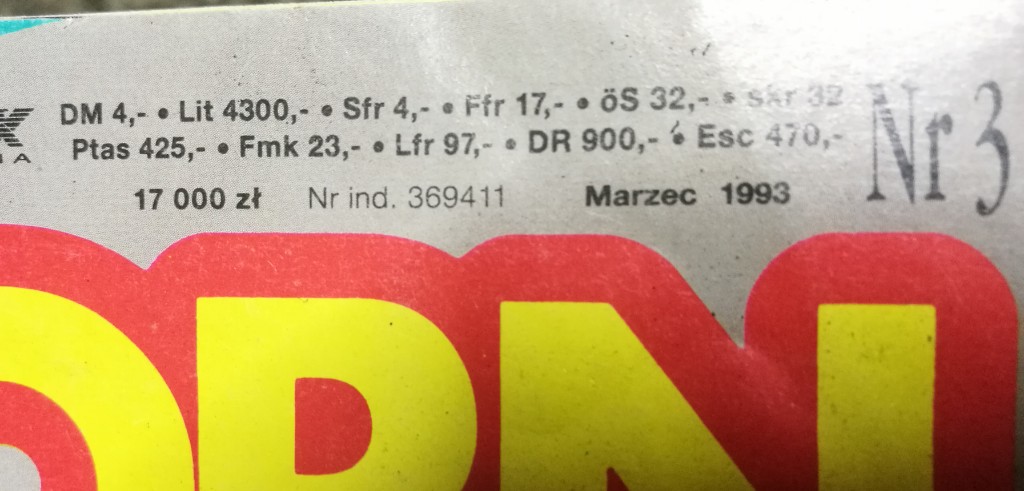 DM 4,- • Lit 4300,- • Sfr 4,- • Ffr 17,- • öS 32,- • skr 32
Ptas 425,- • Fmk 23,- • Lfr 97,- • DR 900,- • Esc 470,-
Nr 3
17 000 zł Nr ind. 369411 Marzec 1993